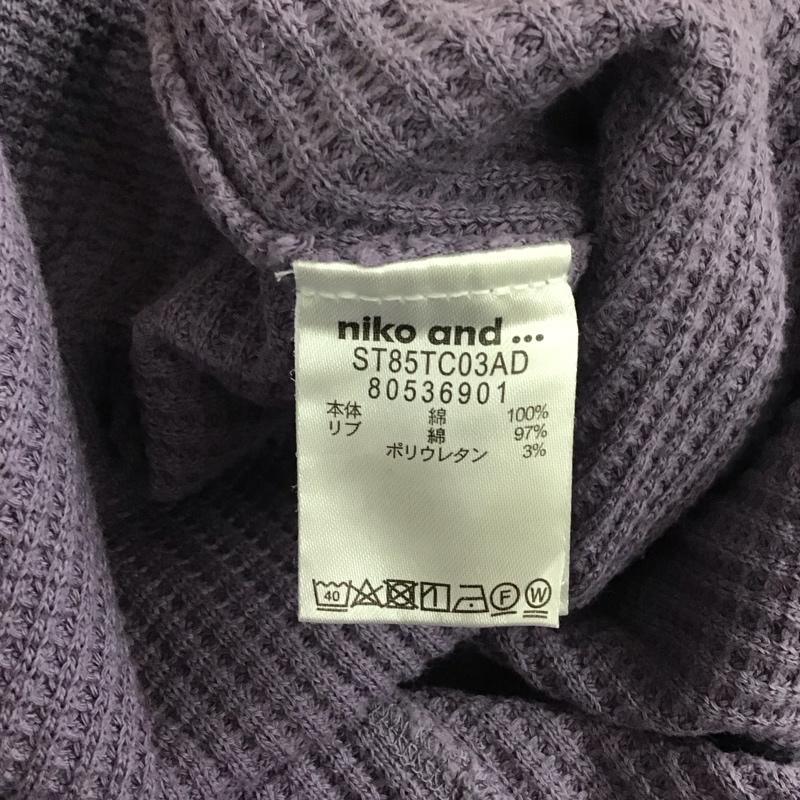 niko and ...
ST85TC03AD
80536901
本体 綿 100%
リブ 綿 97%
ポリウレタン 3%
40 F W